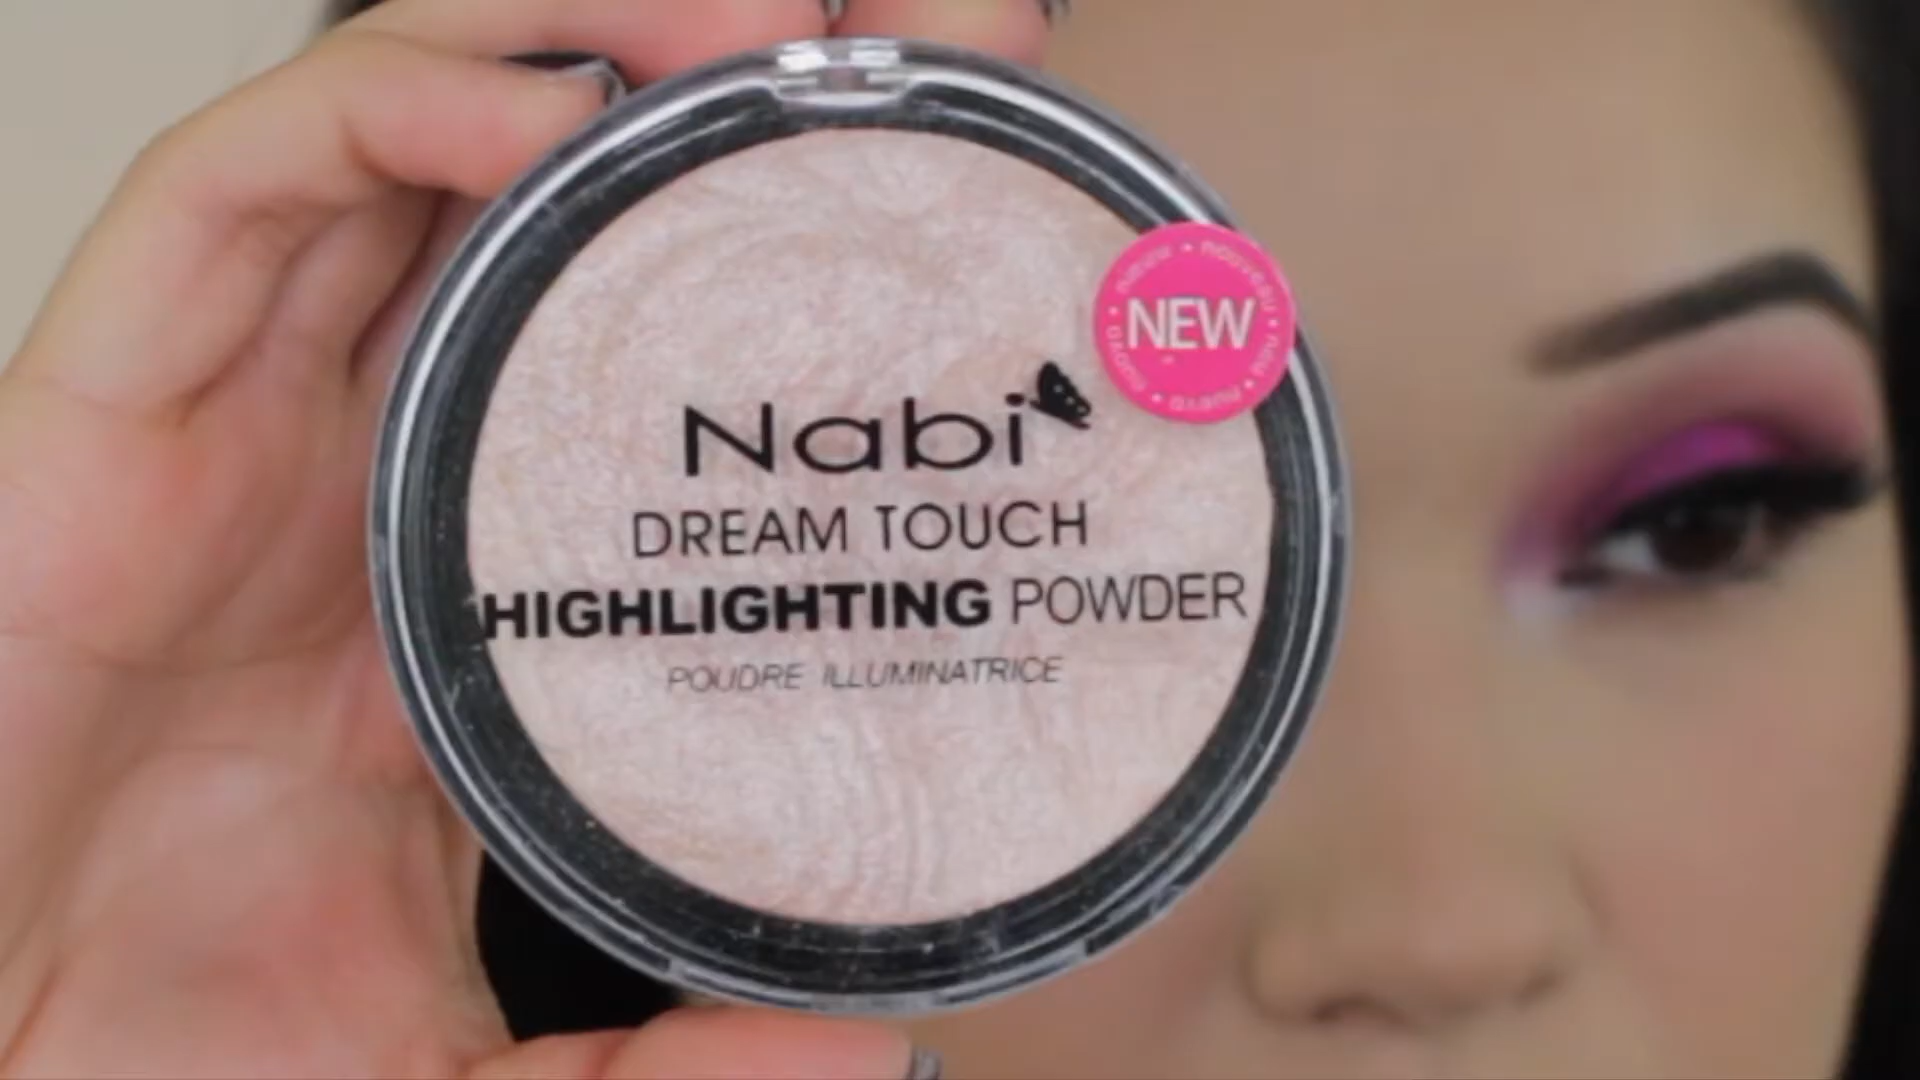 NEW
Nabi
DREAM TOUCH
HIGHLIGHTING POWDER
POUDRE ILLUMINATRICE